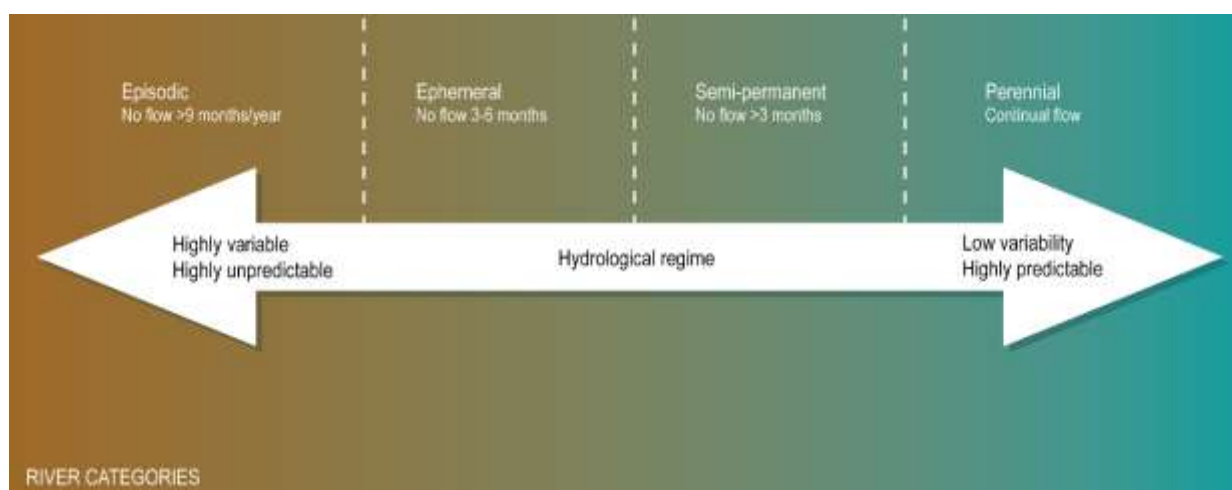 Episodic
No flow >9 months/year
Ephemeral
No flow 3-6 months
Semi-permanent
No flow >3 months
Perennial
Continual flow
Highly variable
Highly unpredictable
Hydrological regime
Low variability
Highly predictable
RIVER CATEGORIES